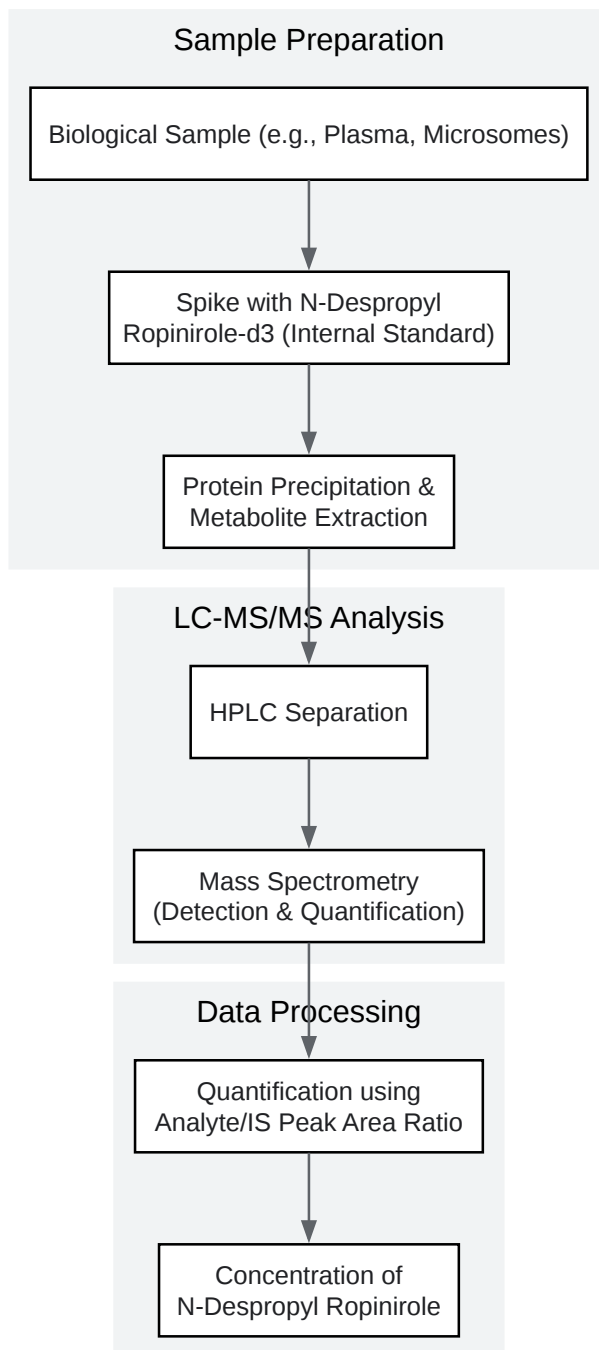 Sample Preparation
Biological Sample (e.g., Plasma, Microsomes)
Spike with N-Despropyl
Ropinirole-d3 (Internal Standard)
Protein Precipitation &
Metabolite Extraction
LC-MS/MS Analysis
HPLC Separation
Mass Spectrometry
(Detection & Quantification)
Data Processing
Quantification using
Analyte/IS Peak Area Ratio
Concentration of
N-Despropyl Ropinirole